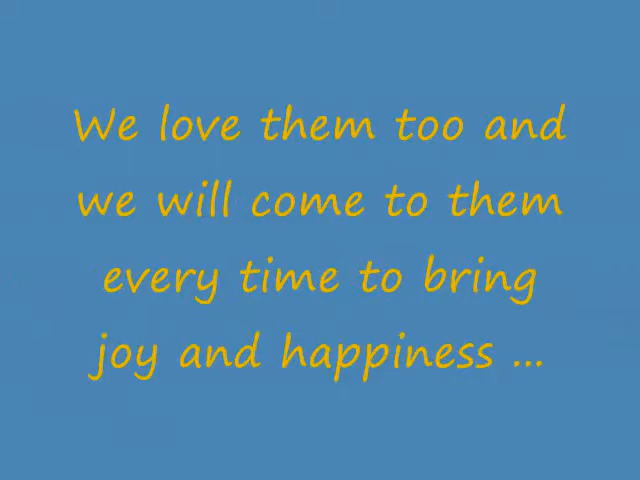 We love them too and
we will come to them
every time to bring
joy and happiness ...